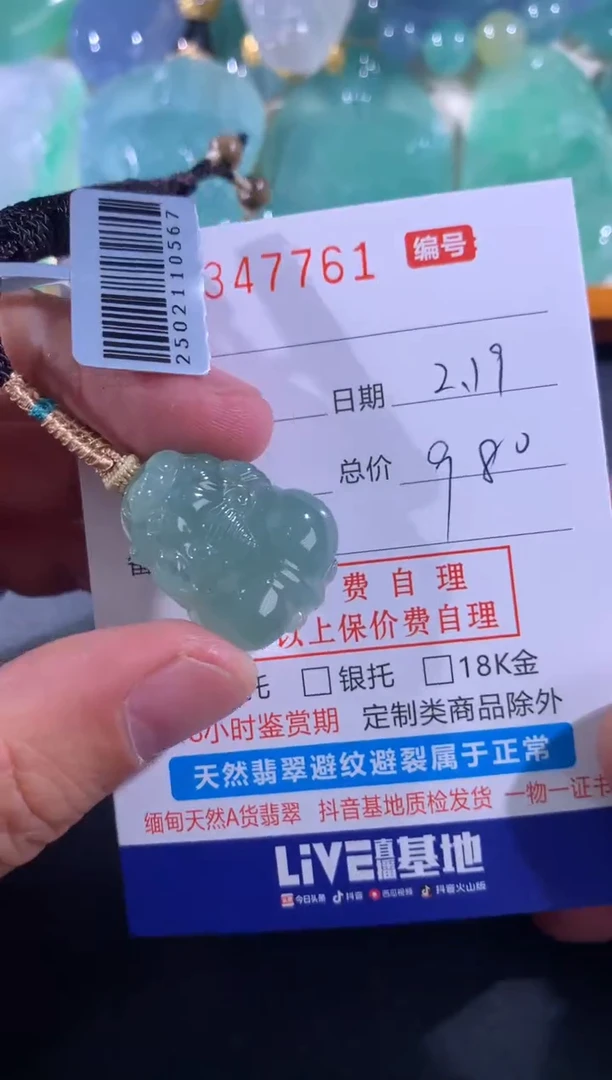 2502110567
347761
编号
日期 2.19
总价 980
费自理
以上保价费自理
托 银托 18K金
小时鉴赏期 定制类商品除外
天然翡翠避纹避裂属于正常
缅甸天然A货翡翠 抖音基地质检发货 一物一证书
LiVE直播基地
今日头条 抖音 西瓜视频 抖音火山版